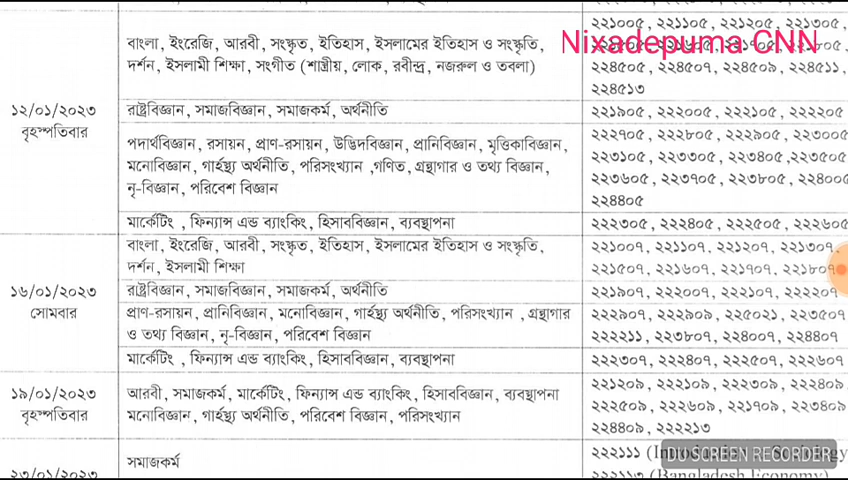 ২২১০০৫, ২২১১০৫, ২২১২০৫, ২২১৩০৫,
Nixadepuma CNN
বাংলা, ইংরেজি, আরবী, সংস্কৃত, ইতিহাস, ইসলামের ইতিহাস ও সংস্কৃতি,
দর্শন, ইসলামী শিক্ষা, সংগীত (শাস্ত্রীয়, লোক, রবীন্দ্র, নজরুল ও তবলা)
২২৪৫০৫, ২২৪৫০৭, ২২৪৫০৯, ২২৪৫১১,
২২৪৫১৩
১২/০১/২০২৩
বৃহস্পতিবার
রাষ্ট্রবিজ্ঞান, সমাজবিজ্ঞান, সমাজকর্ম, অর্থনীতি
২২১৯০৫, ২২২০০৫, ২২২১০৫, ২২২২০৫
পদার্থবিজ্ঞান, রসায়ন, প্রাণ-রসায়ন, উদ্ভিদবিজ্ঞান, প্রানিবিজ্ঞান, মৃত্তিকাবিজ্ঞান,
মনোবিজ্ঞান, গার্হস্থ্য অর্থনীতি, পরিসংখ্যান ,গণিত, গ্রন্থাগার ও তথ্য বিজ্ঞান,
নৃ-বিজ্ঞান, পরিবেশ বিজ্ঞান
২২২৭০৫, ২২২৮০৫, ২২২৯০৫, ২২৩০০৫
২২৩১০৫, ২২৩৩০৫, ২২৩৪০৫, ২২৩৫০৫
২২৩৬০৫, ২২৩৭০৫, ২২৩৮০৫, ২২৪০০৫
২২৪৪০৫
মার্কেটিং , ফিন্যান্স এন্ড ব্যাংকিং, হিসাববিজ্ঞান, ব্যবস্থাপনা
২২২৩০৫, ২২২৪০৫, ২২২৫০৫, ২২২৬০৫
১৬/০১/২০২৩
সোমবার
বাংলা, ইংরেজি, আরবী, সংস্কৃত, ইতিহাস, ইসলামের ইতিহাস ও সংস্কৃতি,
দর্শন, ইসলামী শিক্ষা
২২১০০৭, ২২১১০৭, ২২১২০৭, ২২১৩০৭
২২১৫০৭, ২২১৬০৭, ২২১৭০৭, ২২১৮০৭
রাষ্ট্রবিজ্ঞান, সমাজবিজ্ঞান, সমাজকর্ম, অর্থনীতি
২২১৯০৭, ২২২০০৭, ২২২১০৭, ২২২২০৭
প্রাণ-রসায়ন, প্রানিবিজ্ঞান, মনোবিজ্ঞান, গার্হস্থ্য অর্থনীতি, পরিসংখ্যান ,গ্রন্থাগার
ও তথ্য বিজ্ঞান, নৃ-বিজ্ঞান, পরিবেশ বিজ্ঞান
২২২৯০৭, ২২২৯০৯, ২২৫০২১, ২২৩৫০৭
২২২২১১, ২২৩৮০৭, ২২৪০০৭, ২২৪৪০৭
মার্কেটিং , ফিন্যান্স এন্ড ব্যাংকিং, হিসাববিজ্ঞান, ব্যবস্থাপনা
২২২৩০৭, ২২২৪০৭, ২২২৫০৭, ২২২৬০৭
১৯/০১/২০২৩
বৃহস্পতিবার
আরবী, সমাজকর্ম, মার্কেটিং, ফিন্যান্স এন্ড ব্যাংকিং, হিসাববিজ্ঞান, ব্যবস্থাপনা
মনোবিজ্ঞান, গার্হস্থ্য অর্থনীতি, পরিবেশ বিজ্ঞান, পরিসংখ্যান
২২১২০৯, ২২২১০৯, ২২২৩০৯, ২২২৪০৯,
২২২৫০৯, ২২২৬০৯, ২২১৭০৯, ২২৩৪০৯
২২৪৪০৯, ২২২২১৩
সমাজকর্ম
২২২১১১
DU SCREEN RECORDER
২৩/০১/২০২৩
২২২১১৩ (Bangladesh Economy)